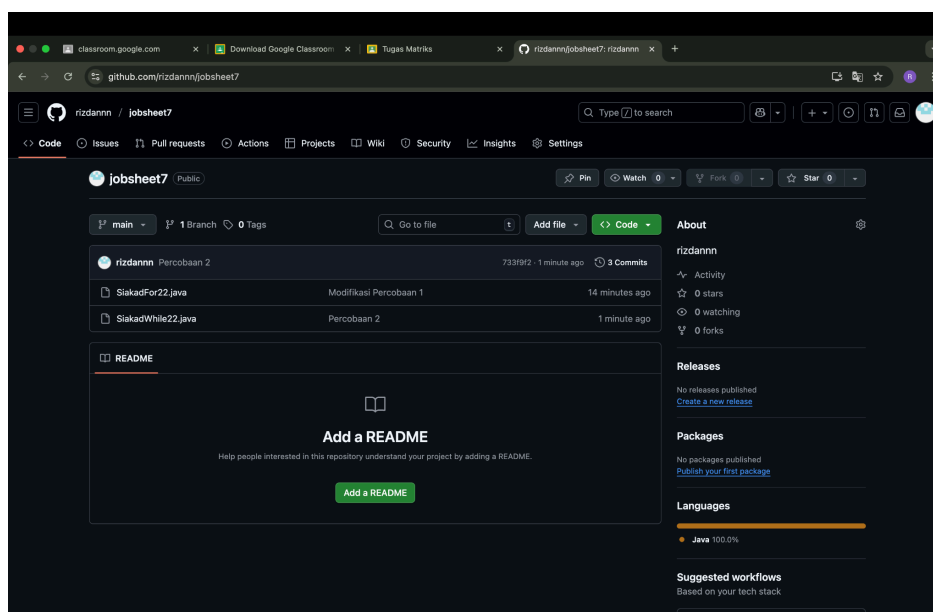 classroom.google.com
Download Google Classroom
Tugas Matriks
rizdannn/jobsheet7: rizdannn
github.com/rizdannn/jobsheet7
R
rizdannn / jobsheet7
Type / to search
Code
Issues
Pull requests
Actions
Projects
Wiki
Security
Insights
Settings
jobsheet7 Public
Pin
Watch 0
Fork 0
Star 0
main
1 Branch
0 Tags
Go to file
t
Add file
<> Code
rizdannn Percobaan 2
733f9f2 · 1 minute ago
3 Commits
SiakadFor22.java Modifikasi Percobaan 1 14 minutes ago
SiakadWhile22.java Percobaan 2 1 minute ago
README
Add a README
Help people interested in this repository understand your project by adding a README.
Add a README
About
rizdannn
Activity
0 stars
0 watching
0 forks
Releases
No releases published
Create a new release
Packages
No packages published
Publish your first package
Languages
Java 100.0%
Suggested workflows
Based on your tech stack